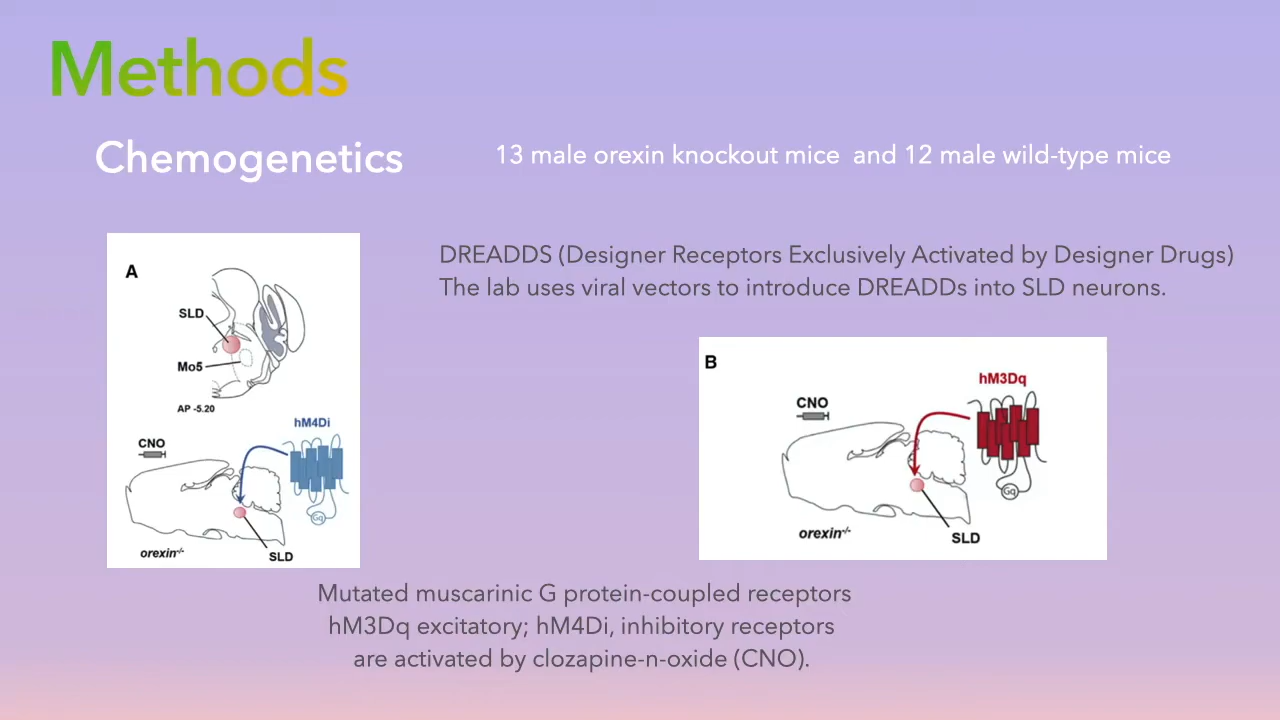 Methods
Chemogenetics
13 male orexin knockout mice and 12 male wild-type mice
DREADDS (Designer Receptors Exclusively Activated by Designer Drugs)
The lab uses viral vectors to introduce DREADDs into SLD neurons.
A
SLD
Mo5
AP -5.20
hM4Di
CNO
Gq
orexin-/-
SLD
B
hM3Dq
CNO
Gq
orexin-/-
SLD
Mutated muscarinic G protein-coupled receptors
hM3Dq excitatory; hM4Di, inhibitory receptors
are activated by clozapine-n-oxide (CNO).